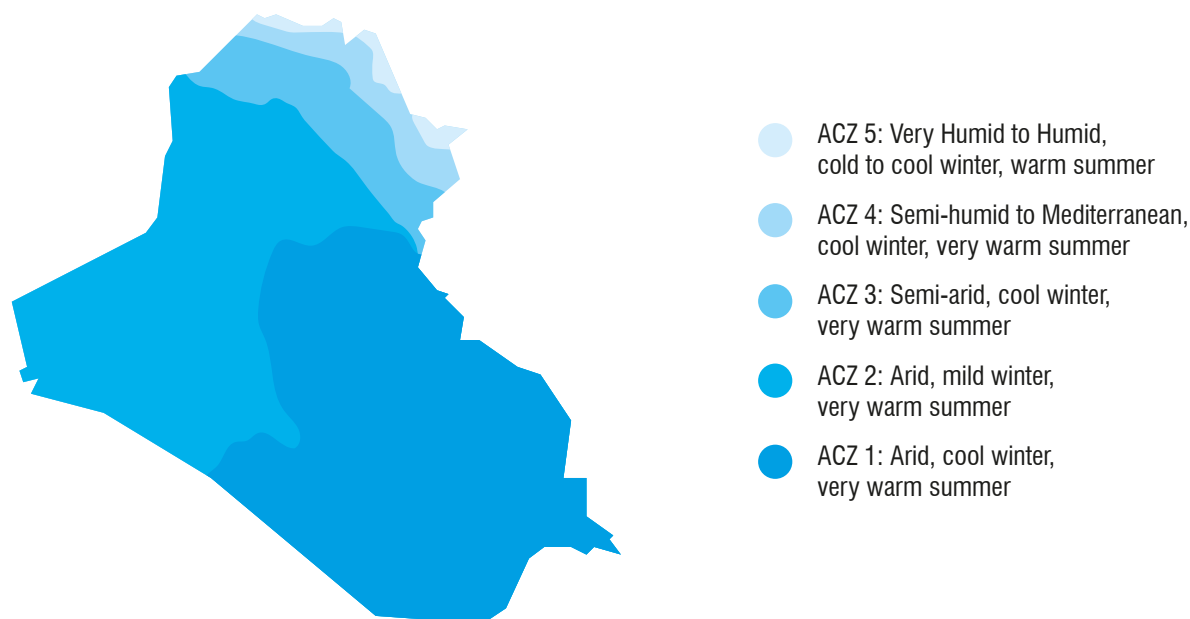 ACZ 5: Very Humid to Humid,
cold to cool winter, warm summer
ACZ 4: Semi-humid to Mediterranean,
cool winter, very warm summer
ACZ 3: Semi-arid, cool winter,
very warm summer
ACZ 2: Arid, mild winter,
very warm summer
ACZ 1: Arid, cool winter,
very warm summer